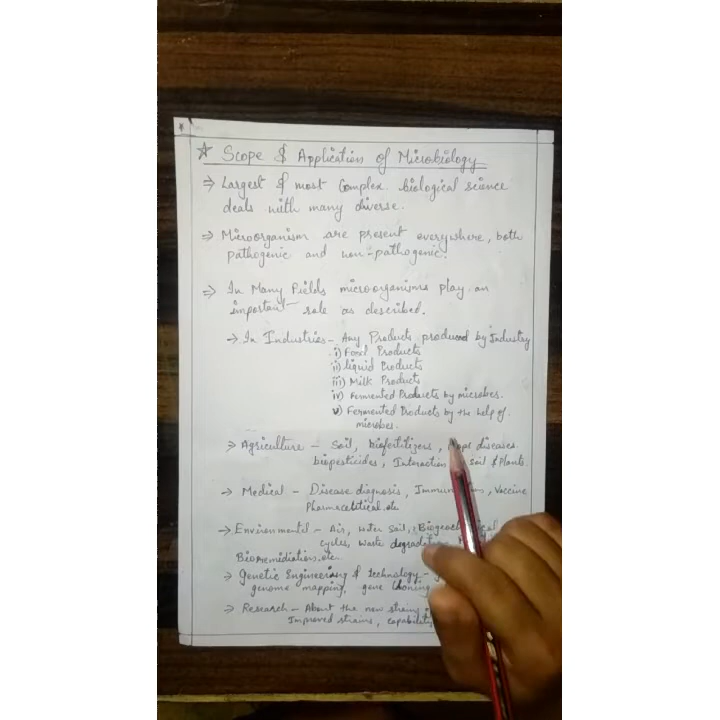 ☆ Scope & Application of Microbiology
⇒ Largest & most Complex biological science
deals with many diverse.
⇒ Microorganism are present everywhere, both
pathogenic and non-pathogenic.
⇒ In Many Fields microorganisms play an
important role as described.
→ In Industries - Any Products produced by Industry
i) Food Products
ii) liquid Products
iii) Milk Products
iv) Fermented Products by microbes.
v) Fermented Products by the help of
microbes.
→ Agriculture - Soil, biofertilizers, diseases.
biopesticides, Interaction soil & Plants.
→ Medical - Disease diagnosis, Vaccine
Pharmaceutical.etc
→ Environmental - Air, water Soil,
cycles, waste degradation
Bioremediation.etc
→ Genetic Engineering & technology -
genome mapping, gene cloning
→ Research - About the new strains
Improved strains, capability